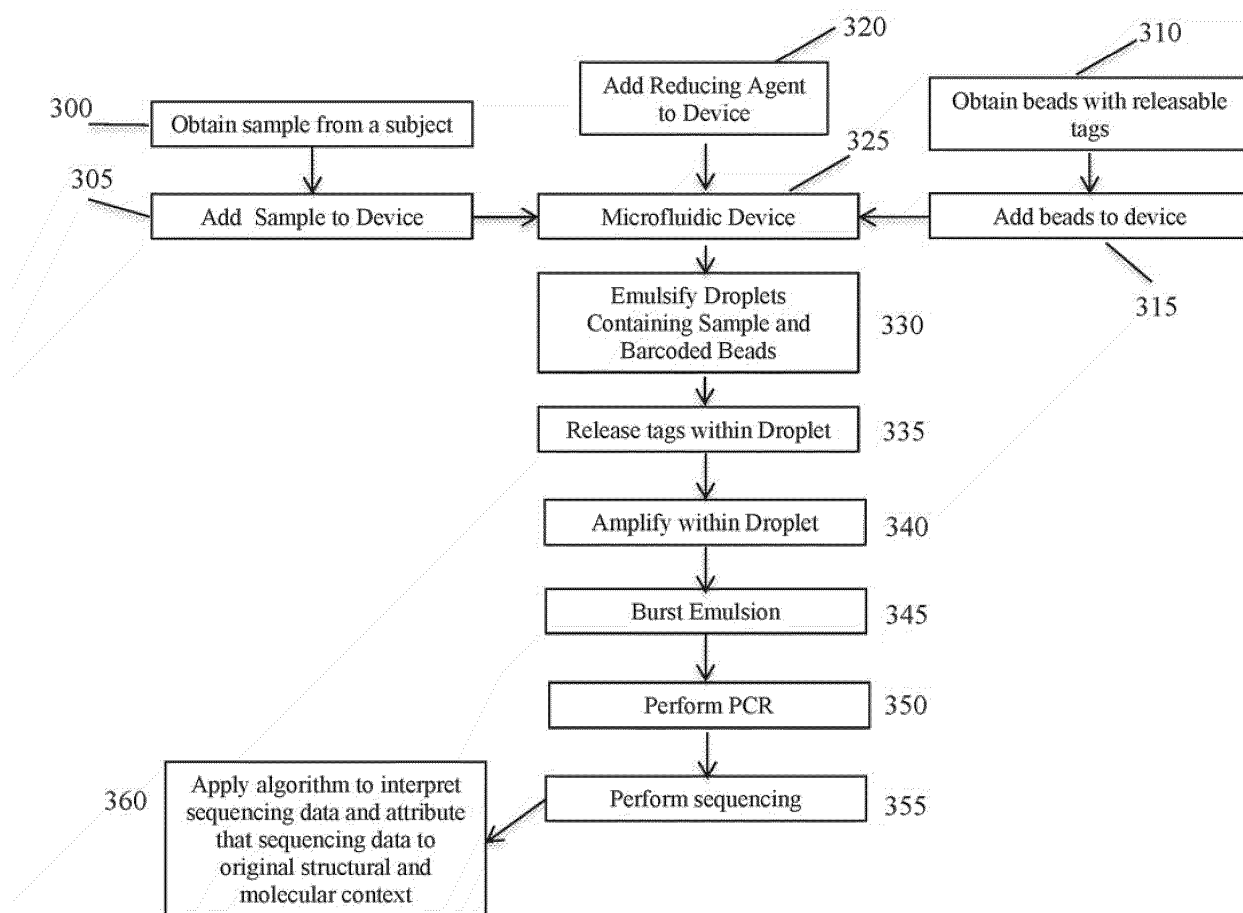 320
310
Add Reducing Agent
to Device
Obtain beads with releasable
tags
300
Obtain sample from a subject
325
305
Add Sample to Device
Microfluidic Device
Add beads to device
315
Emulsify Droplets
Containing Sample and
Barcoded Beads
330
Release tags within Droplet
335
Amplify within Droplet
340
Burst Emulsion
345
Perform PCR
350
Perform sequencing
355
360
Apply algorithm to interpret
sequencing data and attribute
that sequencing data to
original structural and
molecular context